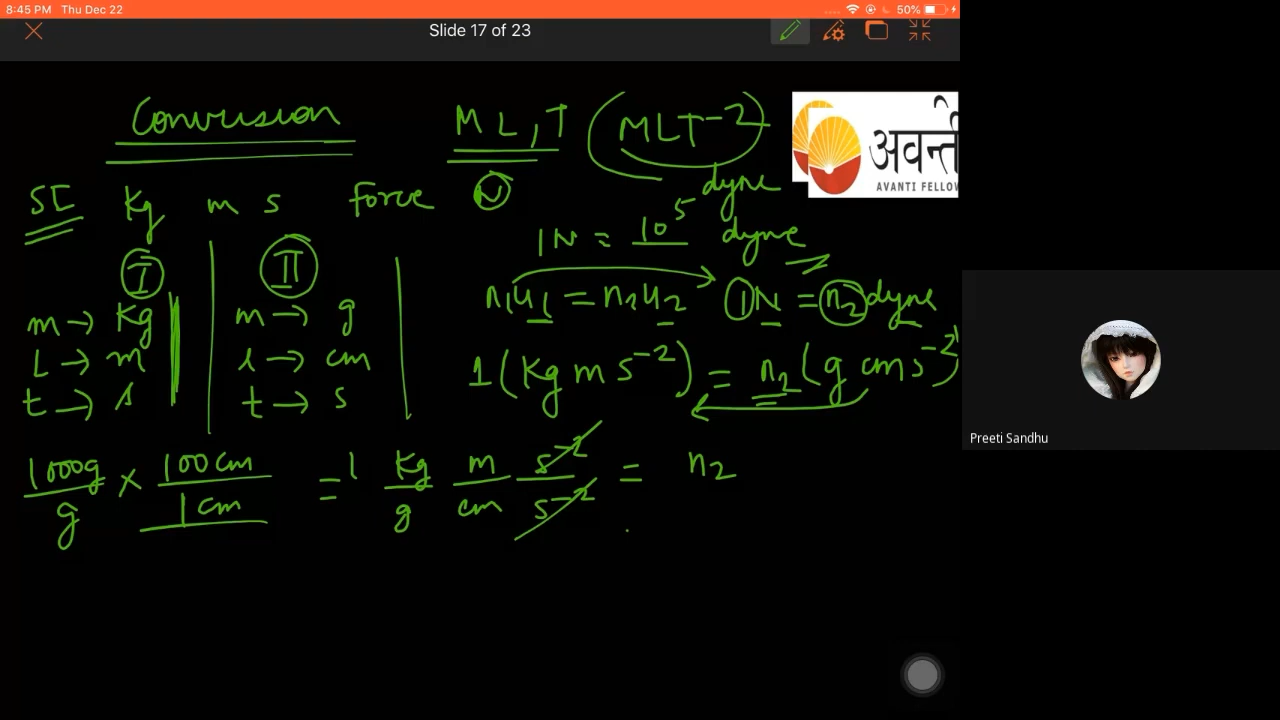 8:45 PM Thu Dec 22 50%
Slide 17 of 23
Conversion M L, T (MLT-2)
अवन्त
AVANTI FELLOW
SI Kg m s force N dyne
1N = 10^5 dyne
I II
n1u1 = n2u2 1N = n2 dyne
m → Kg m → g
L → m l → cm
t → s t → s
1(Kg m s^-2) = n2 (g cm s^-2)
1000g/g × 100cm/1cm = 1 Kg/g m/cm s^-2/s^-2 = n2
Preeti Sandhu